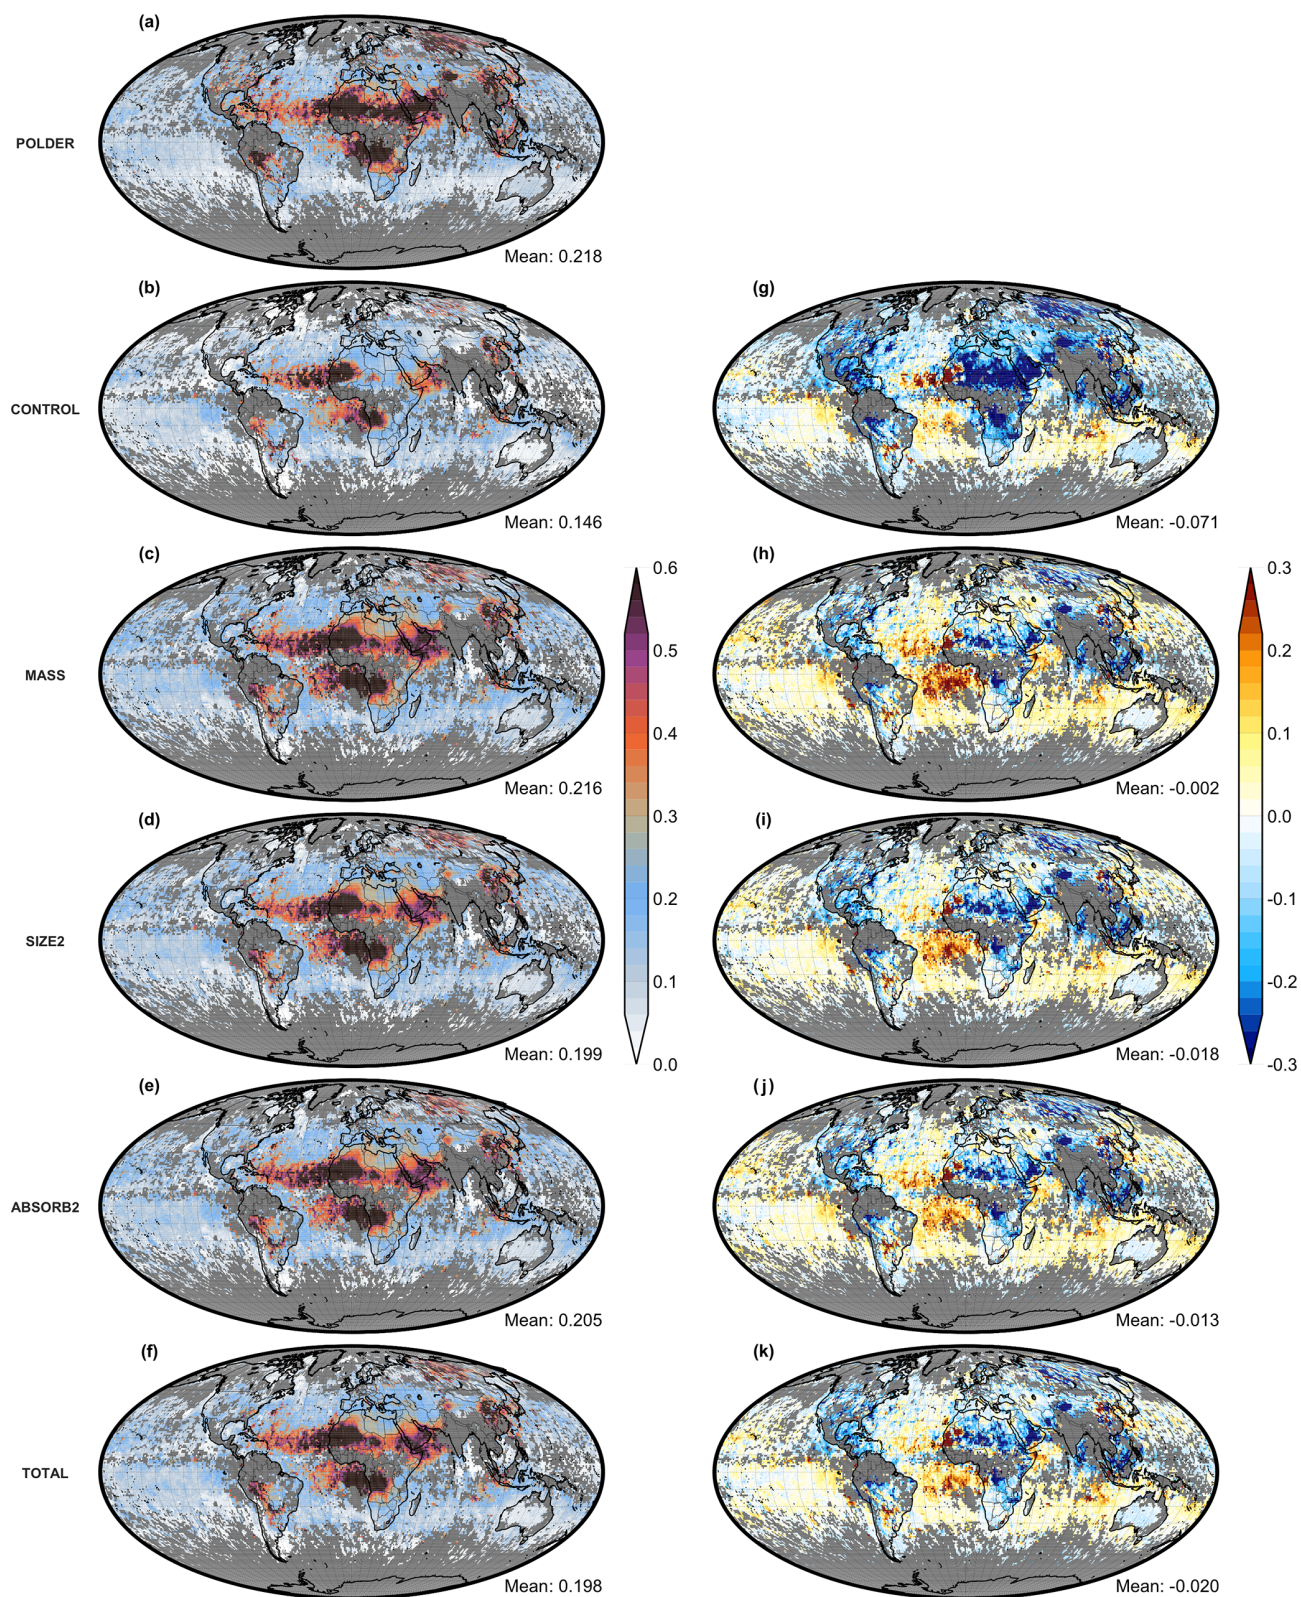 (a)
POLDER
Mean: 0.218
(b)
(g)
CONTROL
Mean: 0.146
Mean: -0.071
(c)
(h)
0.6
0.5
0.4
0.3
0.2
0.1
0.0
0.3
0.2
0.1
0.0
-0.1
-0.2
-0.3
MASS
Mean: 0.216
Mean: -0.002
(d)
(i)
SIZE2
Mean: 0.199
Mean: -0.018
(e)
(j)
ABSORB2
Mean: 0.205
Mean: -0.013
(f)
(k)
TOTAL
Mean: 0.198
Mean: -0.020